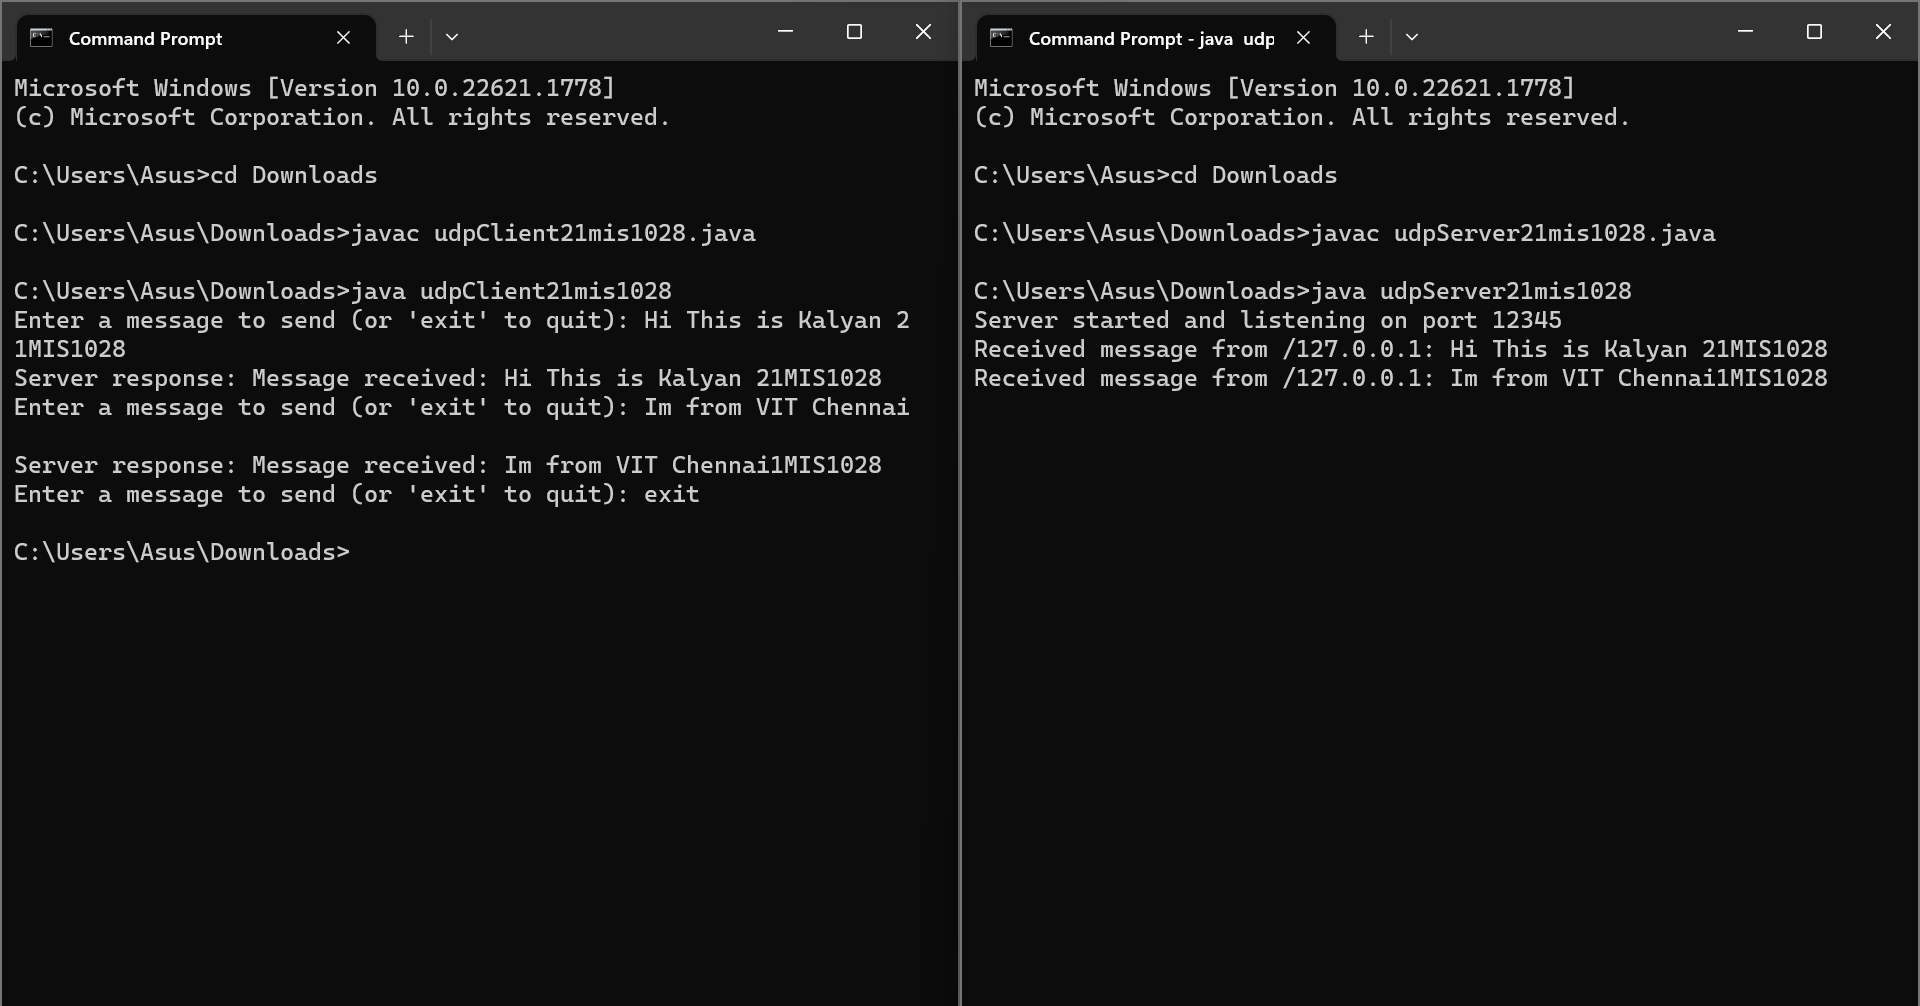 Command Prompt
Microsoft Windows [Version 10.0.22621.1778]
(c) Microsoft Corporation. All rights reserved.
C:\Users\Asus>cd Downloads
C:\Users\Asus\Downloads>javac udpClient21mis1028.java
C:\Users\Asus\Downloads>java udpClient21mis1028
Enter a message to send (or 'exit' to quit): Hi This is Kalyan 2
1MIS1028
Server response: Message received: Hi This is Kalyan 21MIS1028
Enter a message to send (or 'exit' to quit): Im from VIT Chennai
Server response: Message received: Im from VIT Chennai1MIS1028
Enter a message to send (or 'exit' to quit): exit
C:\Users\Asus\Downloads>
Command Prompt - java  udp
Microsoft Windows [Version 10.0.22621.1778]
(c) Microsoft Corporation. All rights reserved.
C:\Users\Asus>cd Downloads
C:\Users\Asus\Downloads>javac udpServer21mis1028.java
C:\Users\Asus\Downloads>java udpServer21mis1028
Server started and listening on port 12345
Received message from /127.0.0.1: Hi This is Kalyan 21MIS1028
Received message from /127.0.0.1: Im from VIT Chennai1MIS1028